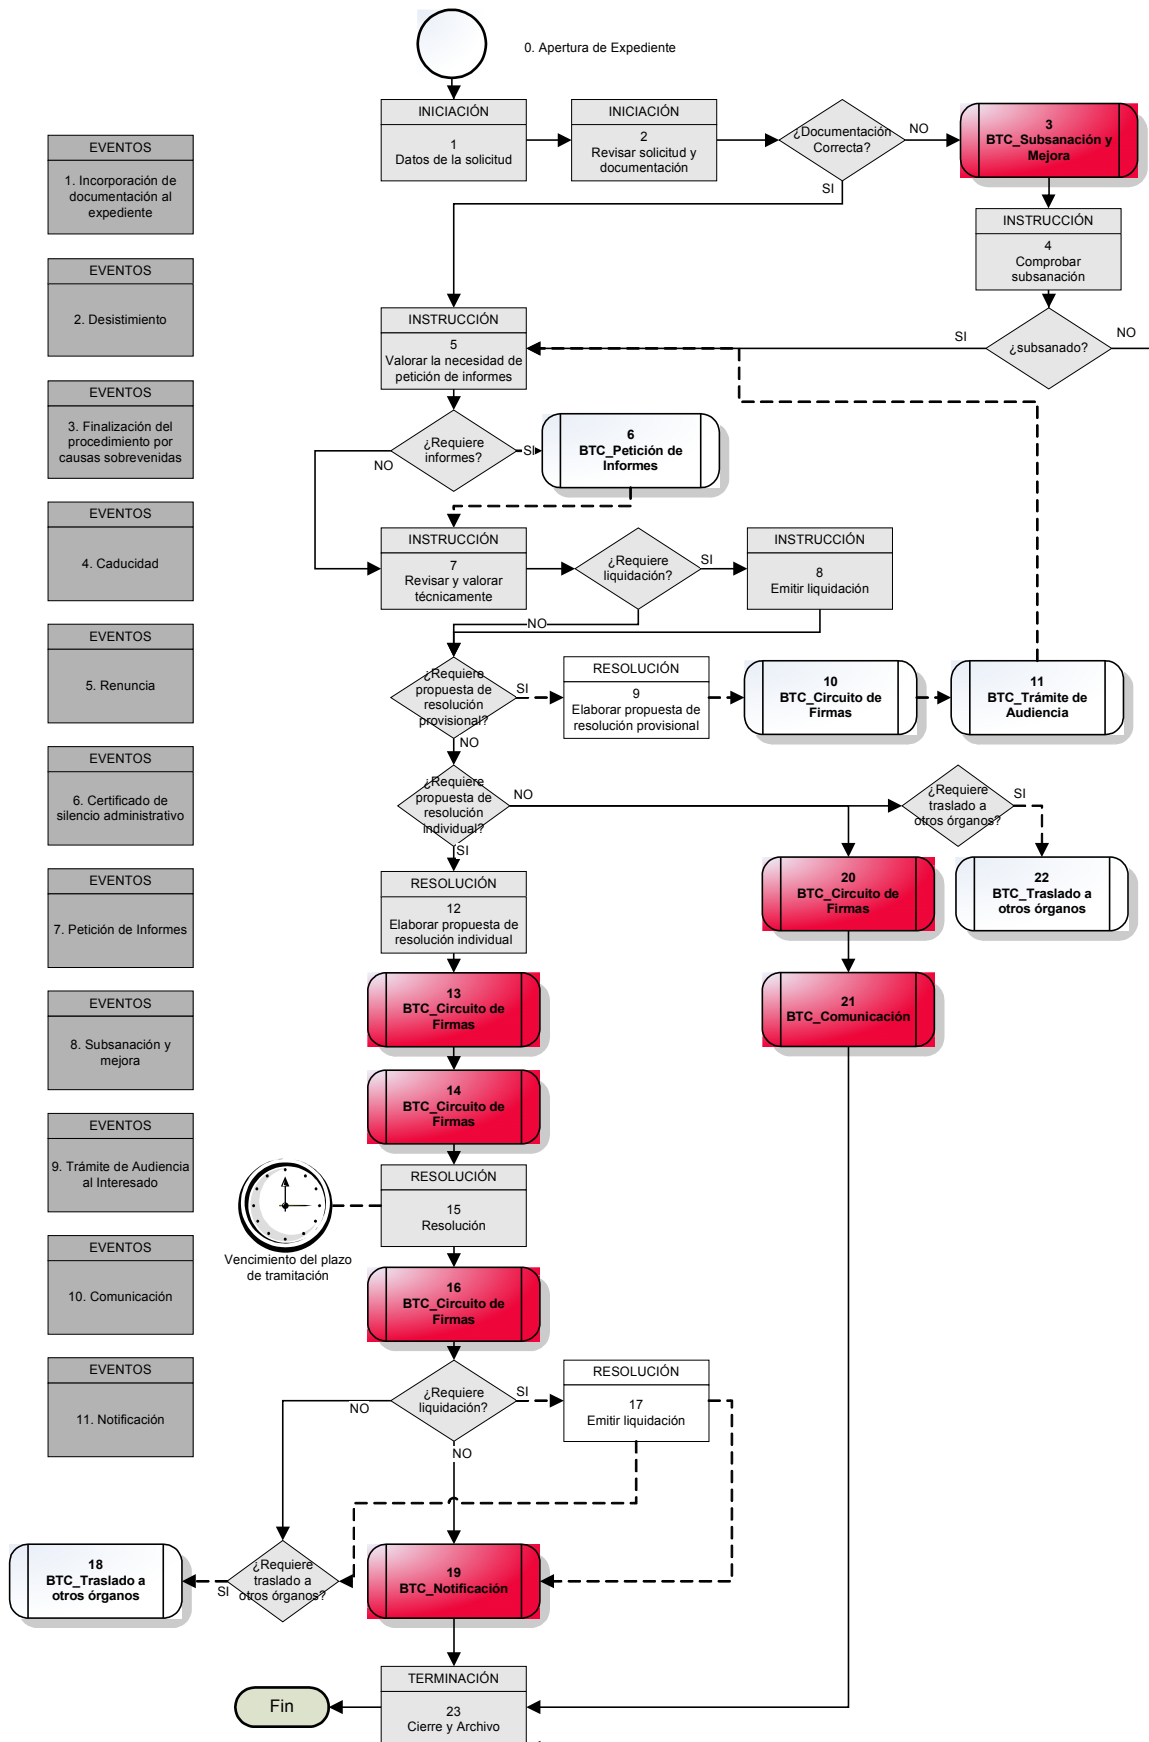 0. Apertura de Expediente
INICIACIÓN
1
Datos de la solicitud
INICIACIÓN
2
Revisar solicitud y
documentación
¿Documentación
Correcta?
NO
SI
3
BTC_Subsanación y
Mejora
INSTRUCCIÓN
4
Comprobar
subsanación
¿subsanado?
SI
NO
INSTRUCCIÓN
5
Valorar la necesidad de
petición de informes
¿Requiere
informes?
SI
NO
6
BTC_Petición de
Informes
INSTRUCCIÓN
7
Revisar y valorar
técnicamente
¿Requiere
liquidación?
SI
NO
INSTRUCCIÓN
8
Emitir liquidación
¿Requiere
propuesta de
resolución
provisional?
SI
NO
RESOLUCIÓN
9
Elaborar propuesta de
resolución provisional
10
BTC_Circuito de
Firmas
11
BTC_Trámite de
Audiencia
¿Requiere
propuesta de
resolución
individual?
NO
SI
¿Requiere
traslado a
otros órganos?
SI
RESOLUCIÓN
12
Elaborar propuesta de
resolución individual
20
BTC_Circuito de
Firmas
22
BTC_Traslado a
otros órganos
13
BTC_Circuito de
Firmas
21
BTC_Comunicación
14
BTC_Circuito de
Firmas
RESOLUCIÓN
15
Resolución
Vencimiento del plazo
de tramitación
16
BTC_Circuito de
Firmas
¿Requiere
liquidación?
SI
NO
NO
RESOLUCIÓN
17
Emitir liquidación
18
BTC_Traslado a
otros órganos
SI
¿Requiere
traslado a
otros órganos?
19
BTC_Notificación
TERMINACIÓN
23
Cierre y Archivo
Fin
EVENTOS
1. Incorporación de
documentación al
expediente
EVENTOS
2. Desistimiento
EVENTOS
3. Finalización del
procedimiento por
causas sobrevenidas
EVENTOS
4. Caducidad
EVENTOS
5. Renuncia
EVENTOS
6. Certificado de
silencio administrativo
EVENTOS
7. Petición de Informes
EVENTOS
8. Subsanación y
mejora
EVENTOS
9. Trámite de Audiencia
al Interesado
EVENTOS
10. Comunicación
EVENTOS
11. Notificación